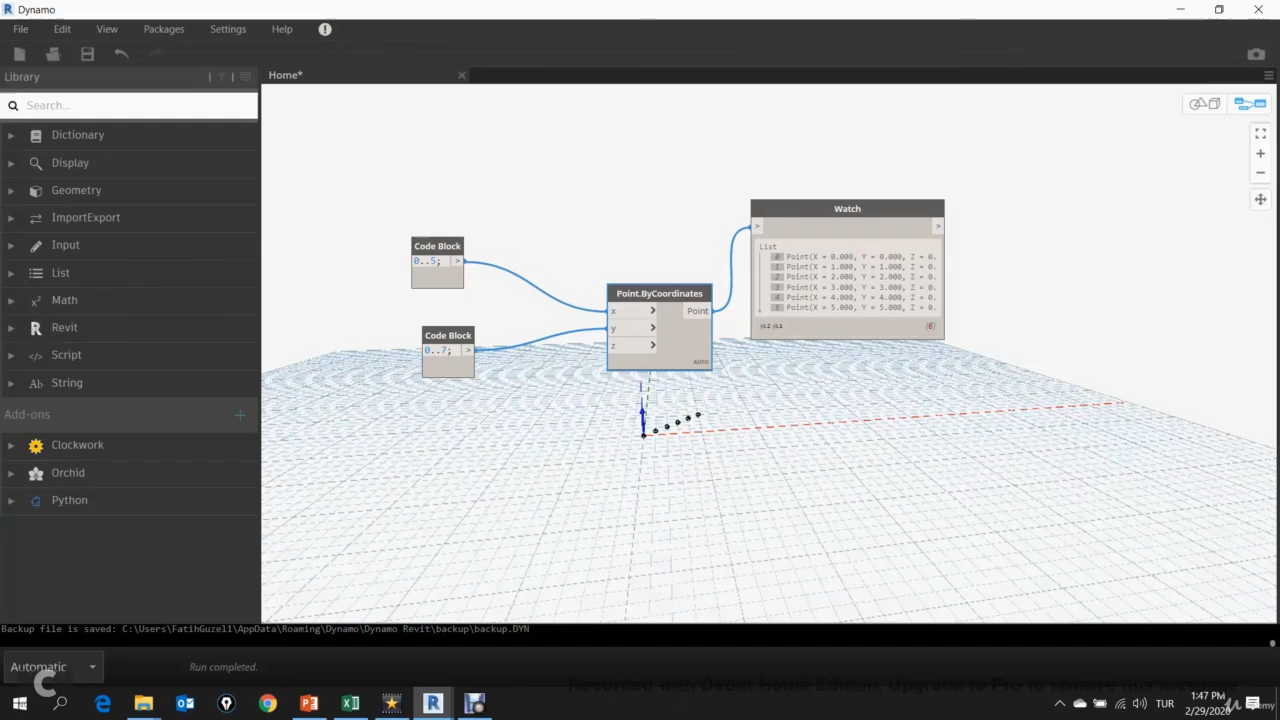 Dynamo
File Edit View Packages Settings Help
Library
Home*
Search...
Dictionary
Display
Geometry
ImportExport
Input
List
Math
Revit
Script
String
Add-ons
Clockwork
Orchid
Python
Code Block
0..5; >
Code Block
0..7; >
Point.ByCoordinates
x > Point
y >
z >
AUTO
Watch
> >
List
0 Point(X = 0.000, Y = 0.000, Z = 0.
1 Point(X = 1.000, Y = 1.000, Z = 0.
2 Point(X = 2.000, Y = 2.000, Z = 0.
3 Point(X = 3.000, Y = 3.000, Z = 0.
4 Point(X = 4.000, Y = 4.000, Z = 0.
5 Point(X = 5.000, Y = 5.000, Z = 0.
@L2 @L1 {6}
Backup file is saved: C:\Users\FatihGuzel1\AppData\Roaming\Dynamo\Dynamo Revit\backup\backup.DYN
Automatic Run completed.
Recorded with Debut Home Edition. Upgrade to Pro to remove this message
TUR
1:47 PM
2/29/2020
Udemy